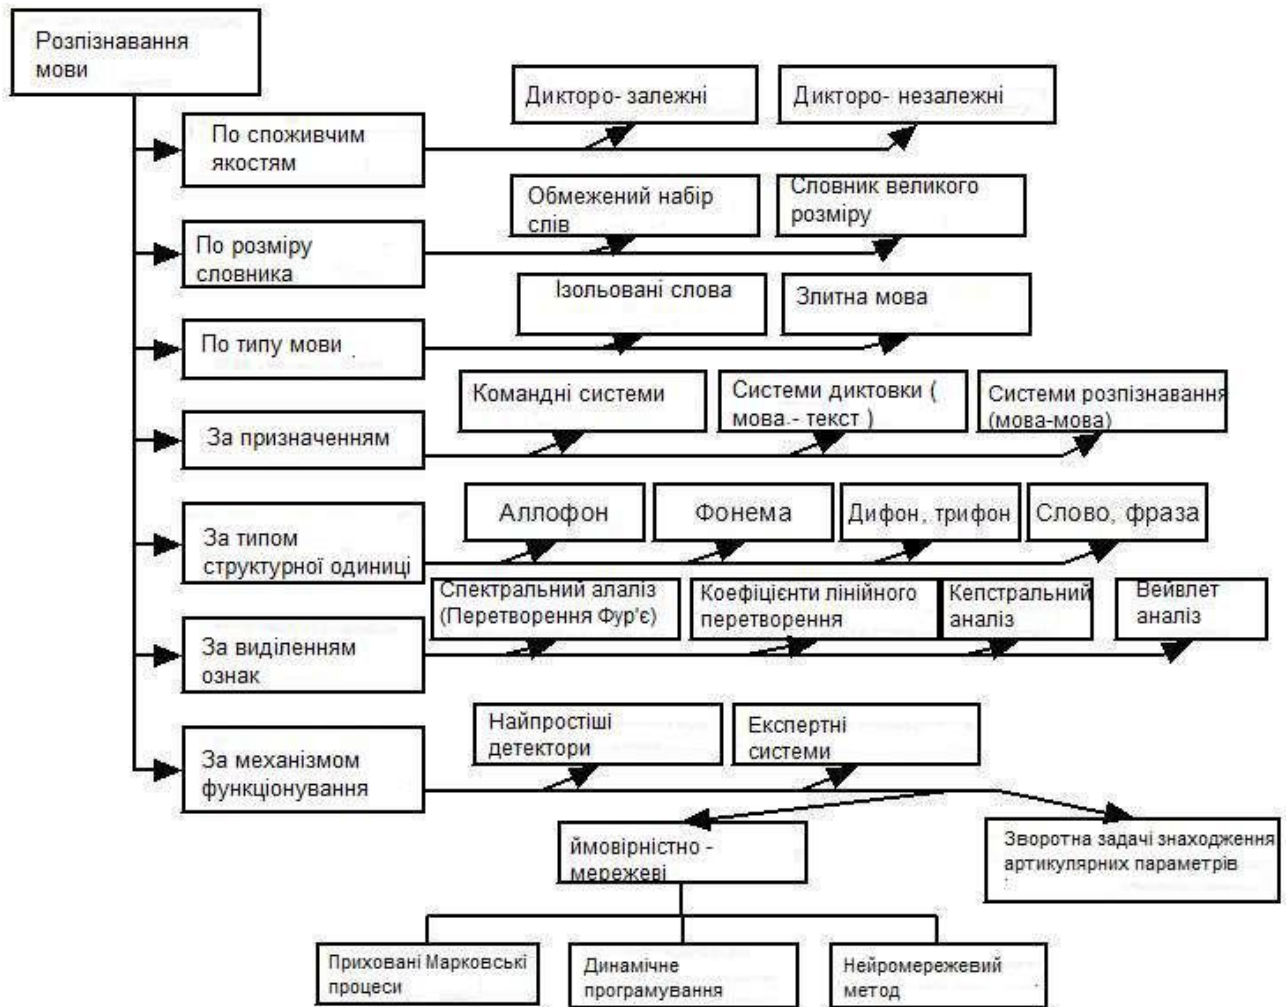 Розпізнавання
мови
Дикторо- залежні
Дикторо- незалежні
По споживчим
якостям
Обмежений набір
слів
Словник великого
розміру
По розміру
словника
Ізольовані слова
Злитна мова
По типу мови
Командні системи
Системи диктовки (
мова.- текст )
Системи розпізнавання
(мова-мова)
За призначенням
Аллофон
Фонема
Дифон, трифон
Слово, фраза
За типом
структурної одиниці
Спектральний алаліз
(Перетворення Фур'є)
Коефіцієнти лінійного
перетворення
Кепстральний
аналіз
Вейвлет
аналіз
За виділенням
ознак
Найпростіші
детектори
Експертні
системи
За механізмом
функціонування
ймовірністно -
мережеві
Зворотна задачі знаходження
артикулярних параметрів
Приховані Марковські
процеси
Динамічне
програмування
Нейромережевий
метод